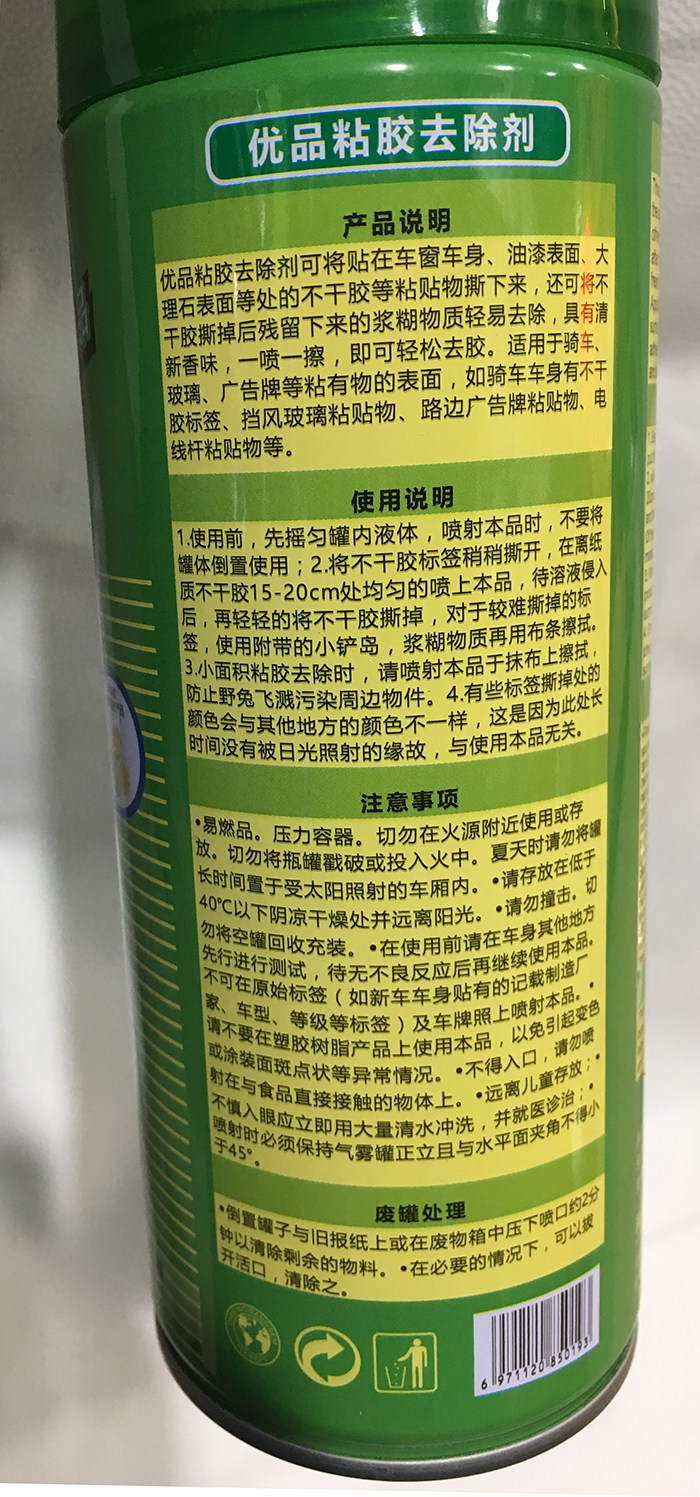 优品粘胶去除剂
产品说明
优品粘胶去除剂可将贴在车窗车身、油漆表面、大
理石表面等处的不干胶等粘贴物撕下来，还可将不
干胶撕掉后残留下来的浆糊物质轻易去除，具有清
新香味，一喷一擦，即可轻松去胶。适用于骑车、
玻璃、广告牌等粘有物的表面，如骑车车身有不干
胶标签、挡风玻璃粘贴物、路边广告牌粘贴物、电
线杆粘贴物等。
使用说明
1.使用前，先摇匀罐内液体，喷射本品时，不要将
罐体倒置使用；2.将不干胶标签稍稍撕开，在离纸
质不干胶15-20cm处均匀的喷上本品，待溶液侵入
后，再轻轻的将不干胶撕掉，对于较难撕掉的标
签，使用附带的小铲岛，浆糊物质再用布条擦拭。
3.小面积粘胶去除时，请喷射本品于抹布上擦拭，
防止野兔飞溅污染周边物件。4.有些标签撕掉处的
颜色会与其他地方的颜色不一样，这是因为此处长
时间没有被日光照射的缘故，与使用本品无关。
注意事项
•易燃品。压力容器。切勿在火源附近使用或存
放。切勿将瓶罐戳破或投入火中。夏天时请勿将罐
长时间置于受太阳照射的车厢内。•请存放在低于
40℃以下阴凉干燥处并远离阳光。•请勿撞击。切
勿将空罐回收充装。•在使用前请在车身其他地方
先行进行测试，待无不良反应后再继续使用本品。
不可在原始标签（如新车车身贴有的记载制造厂
家、车型、等级等标签）及车牌照上喷射本品。•
请不要在塑胶树脂产品上使用本品，以免引起变色
或涂装面斑点状等异常情况。•不得入口，请勿喷
射在与食品直接接触的物体上。•远离儿童存放；•
不慎入眼应立即用大量清水冲洗，并就医诊治；•
喷射时必须保持气雾罐正立且与水平面夹角不得小
于45°。
废罐处理
•倒置罐子与旧报纸上或在废物箱中压下喷口约2分
钟以清除剩余的物料。•在必要的情况下，可以拔
开活口，清除之。
6 971120 850193